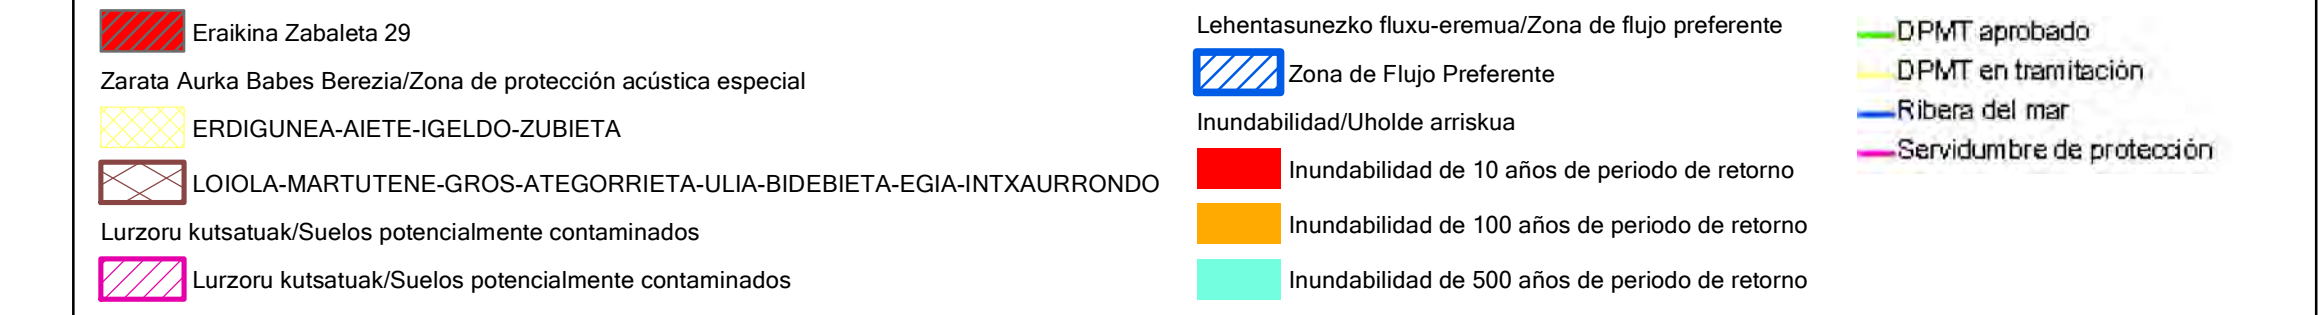 Eraikina Zabaleta 29
Zarata Aurka Babes Berezia/Zona de protección acústica especial
ERDIGUNEA-AIETE-IGELDO-ZUBIETA
LOIOLA-MARTUTENE-GROS-ATEGORRIETA-ULIA-BIDEBIETA-EGIA-INTXAURRONDO
Lurzoru kutsatuak/Suelos potencialmente contaminados
Lurzoru kutsatuak/Suelos potencialmente contaminados
Lehentasunezko fluxu-eremua/Zona de flujo preferente
Zona de Flujo Preferente
Inundabilidad/Uholde arriskua
Inundabilidad de 10 años de periodo de retorno
Inundabilidad de 100 años de periodo de retorno
Inundabilidad de 500 años de periodo de retorno
DPMT aprobado
DPMT en tramitación
Ribera del mar
Servidumbre de protección